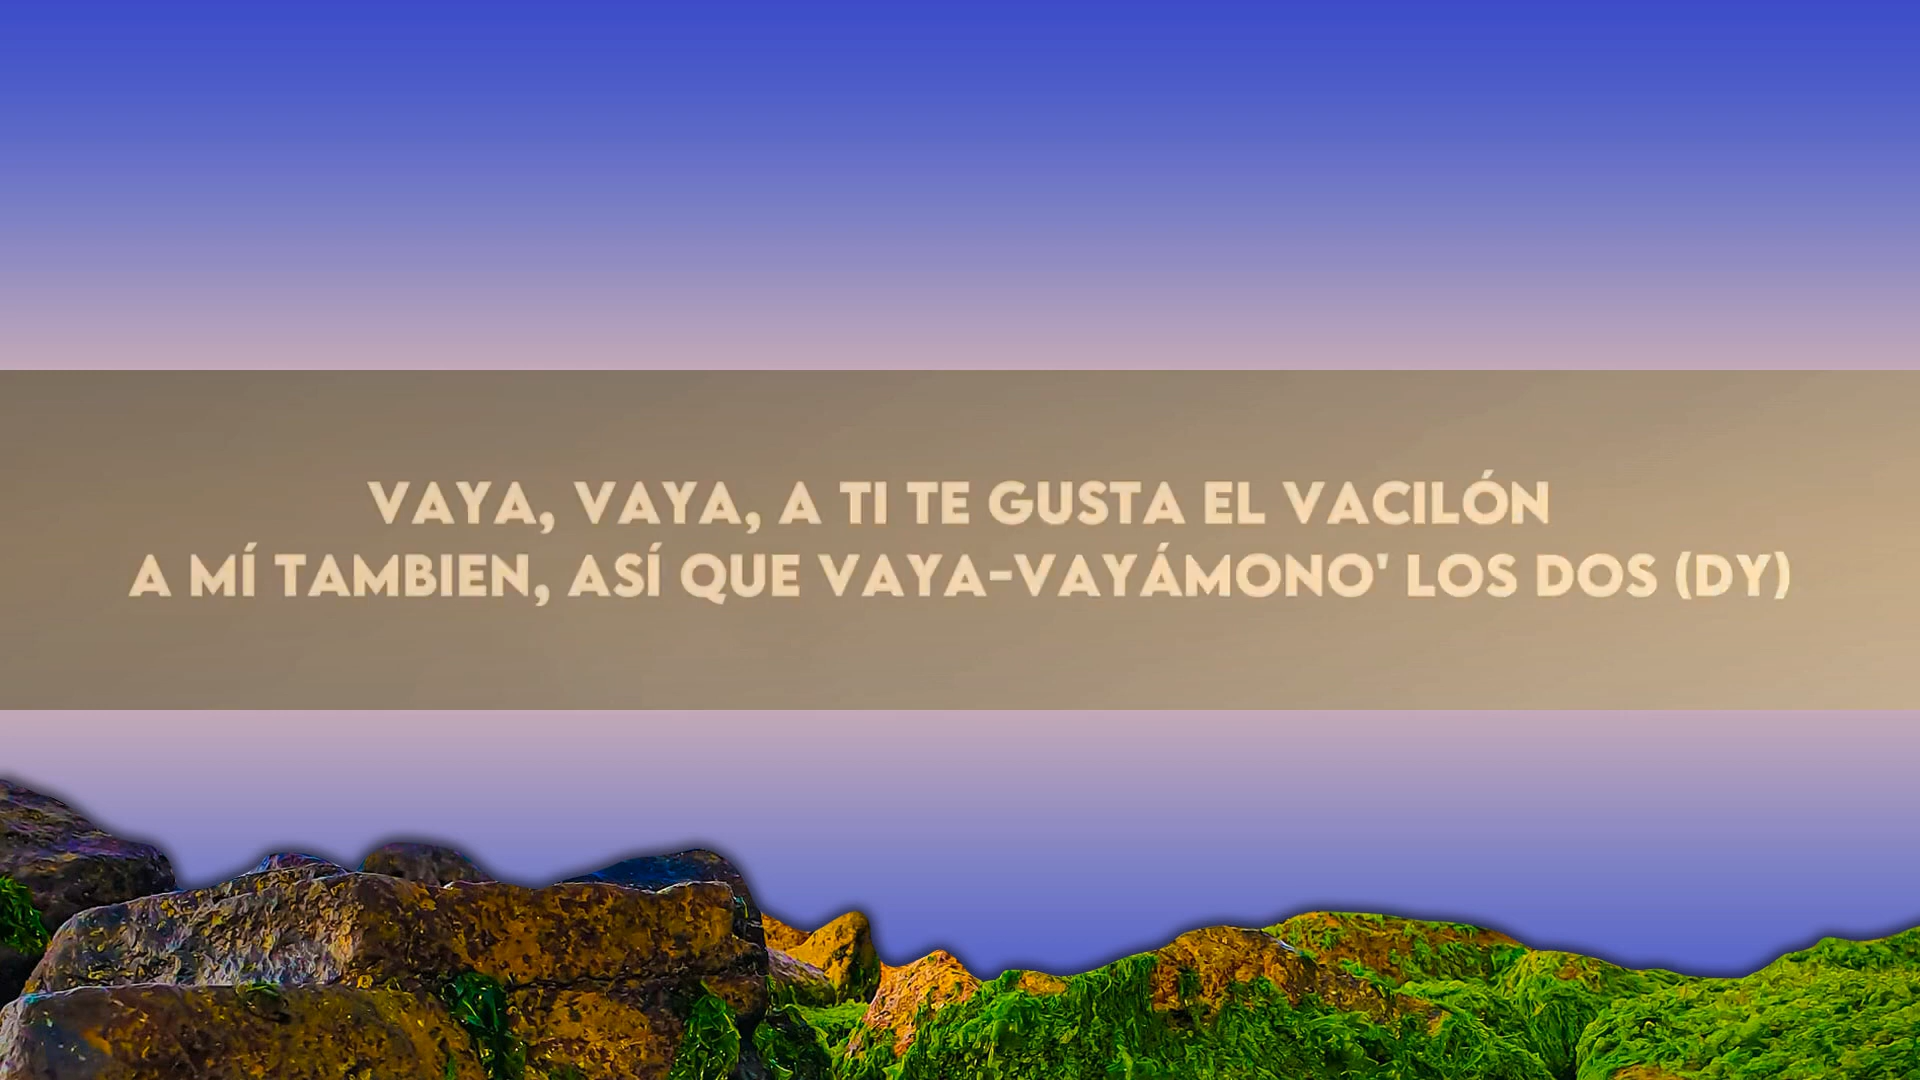 VAYA, VAYA, A TI TE GUSTA EL VACILÓN
A MÍ TAMBIEN, ASÍ QUE VAYA-VAYÁMONO' LOS DOS (DY)